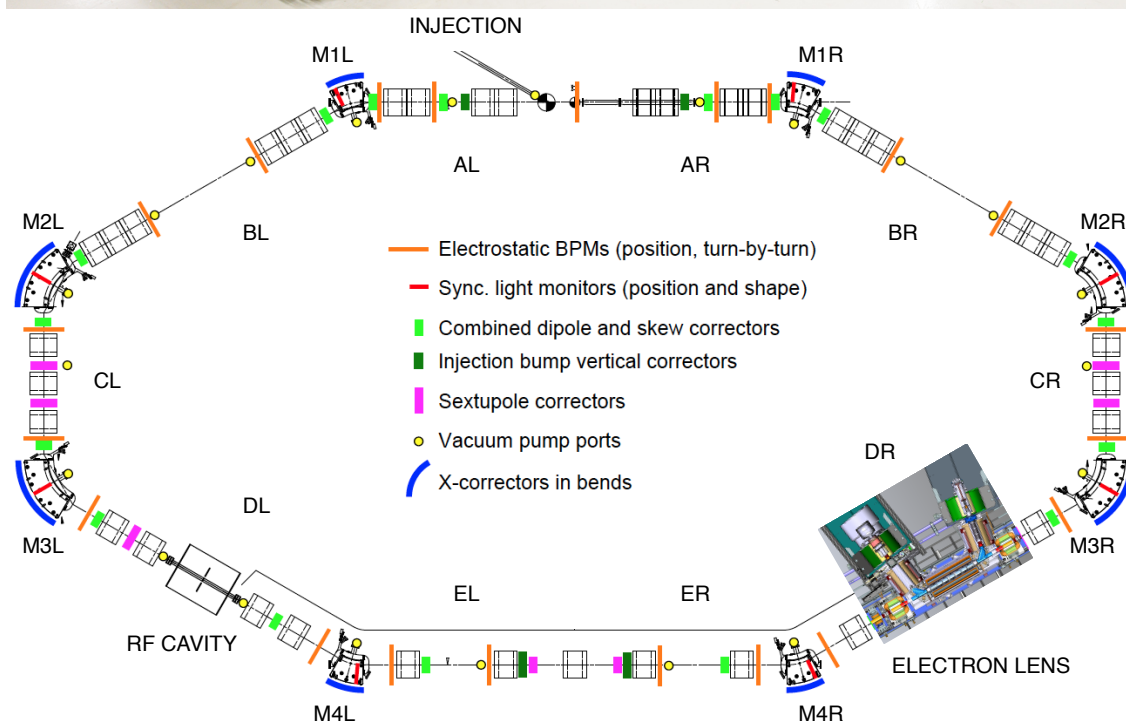 INJECTION
M1L
M1R
AL
AR
M2L
M2R
BL
BR
Electrostatic BPMs (position, turn-by-turn)
Sync. light monitors (position and shape)
Combined dipole and skew correctors
Injection bump vertical correctors
Sextupole correctors
Vacuum pump ports
X-correctors in bends
CL
CR
DR
DL
M3L
M3R
EL
ER
RF CAVITY
ELECTRON LENS
M4L
M4R